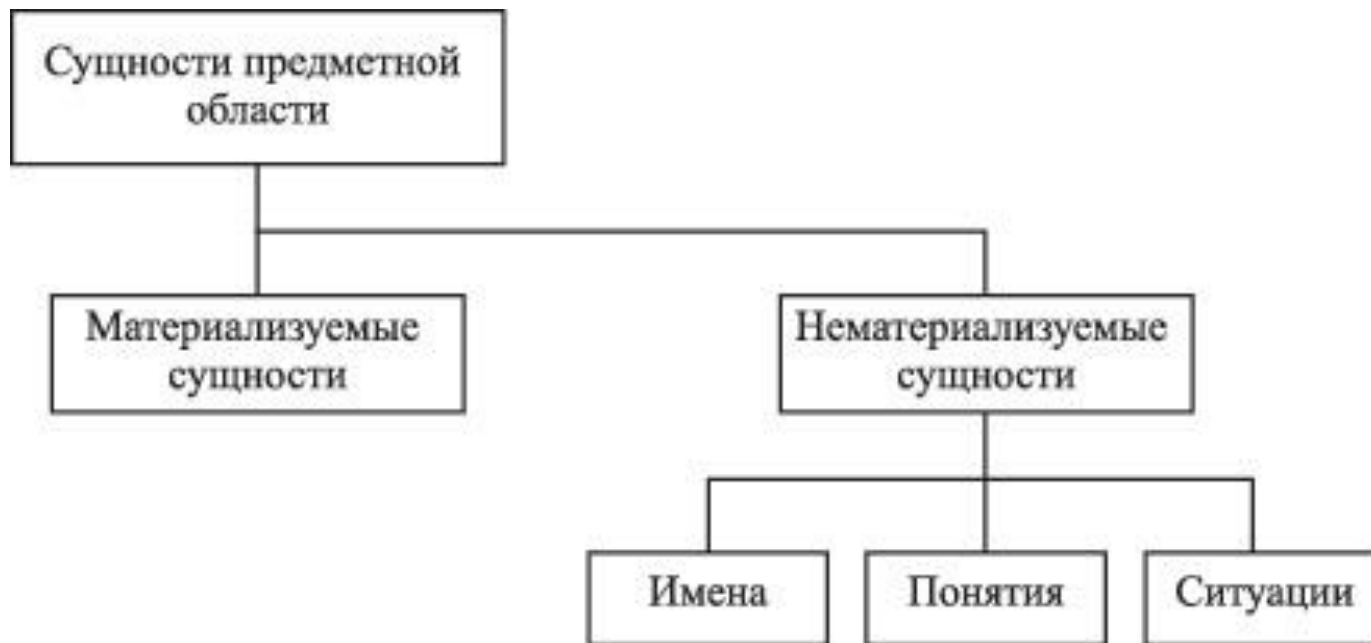 Сущности предметной
области
Материализуемые
сущности
Нематериализуемые
сущности
Имена
Понятия
Ситуации